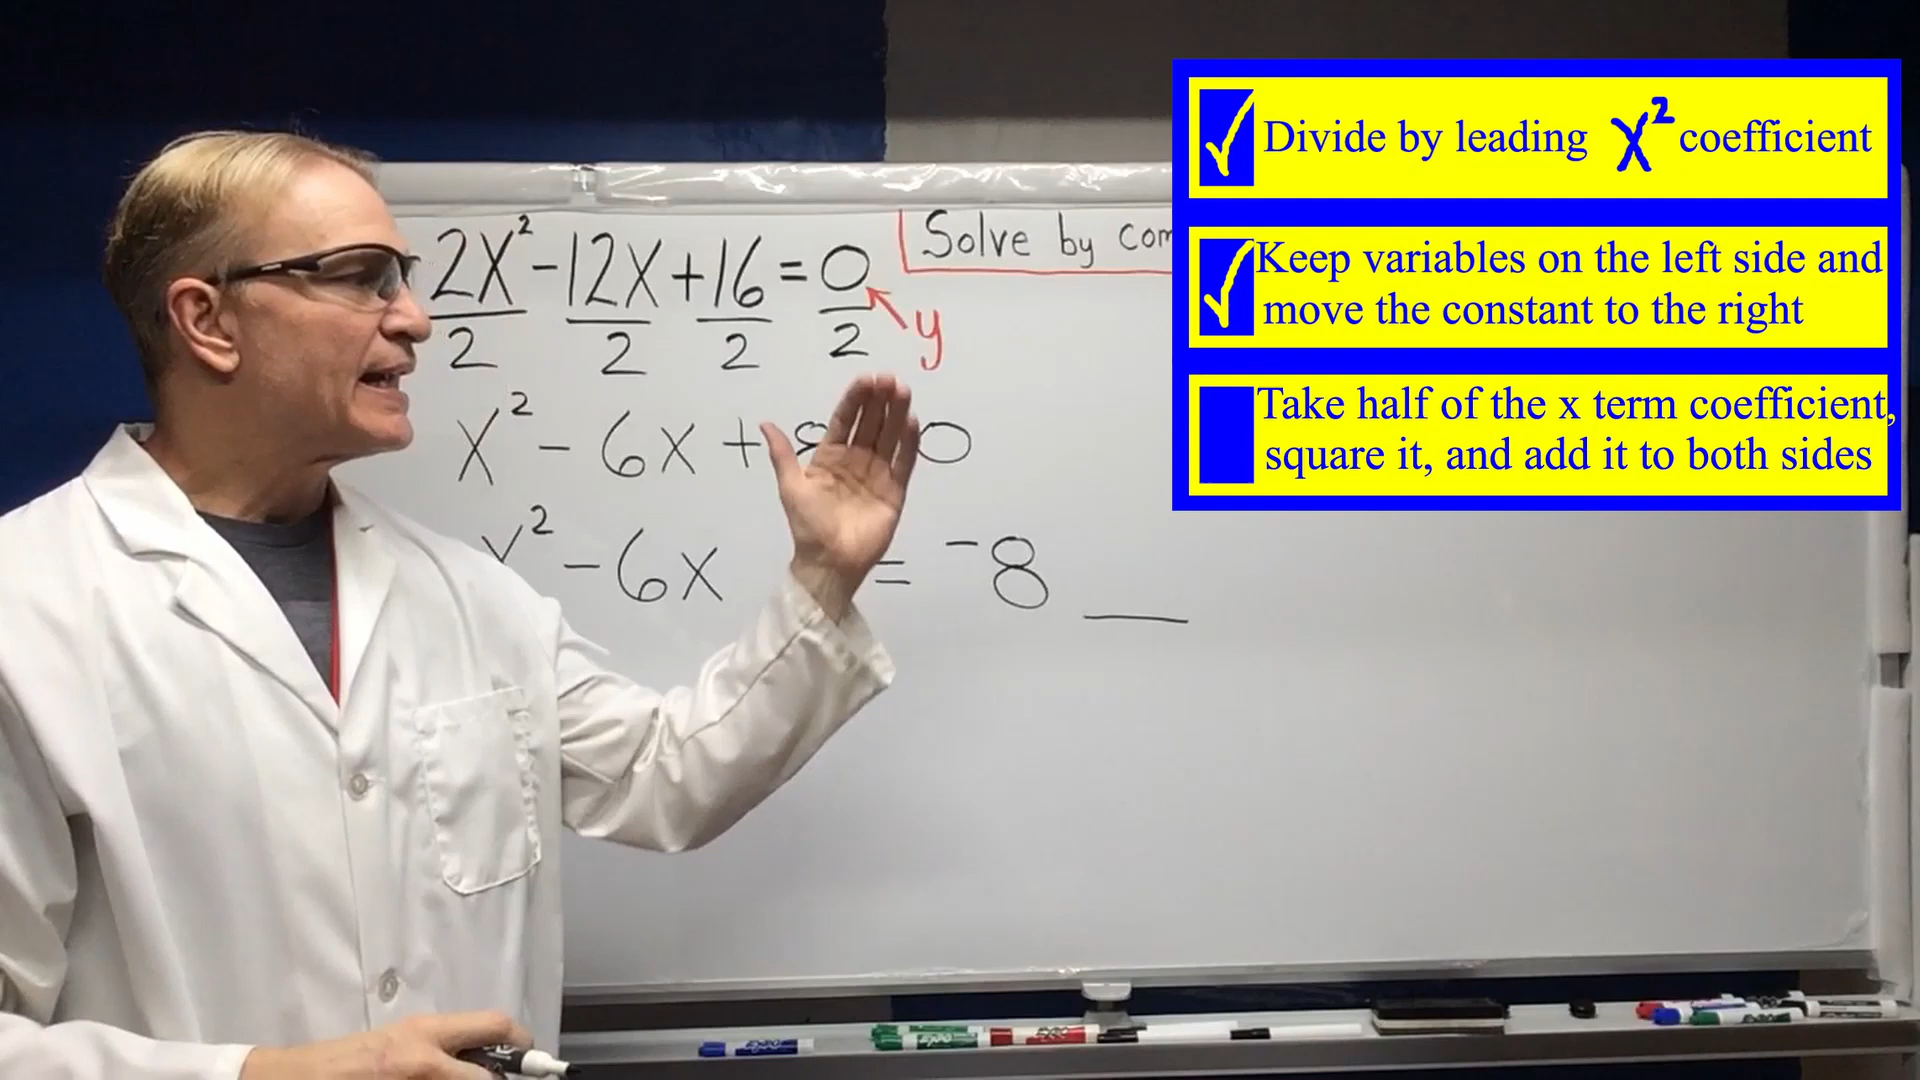 2X² -12X +16 = 0
2 2 2 2
y
Solve by com
X² - 6X + 0
X² - 6X = -8
Divide by leading X² coefficient
Keep variables on the left side and
move the constant to the right
Take half of the x term coefficient,
square it, and add it to both sides